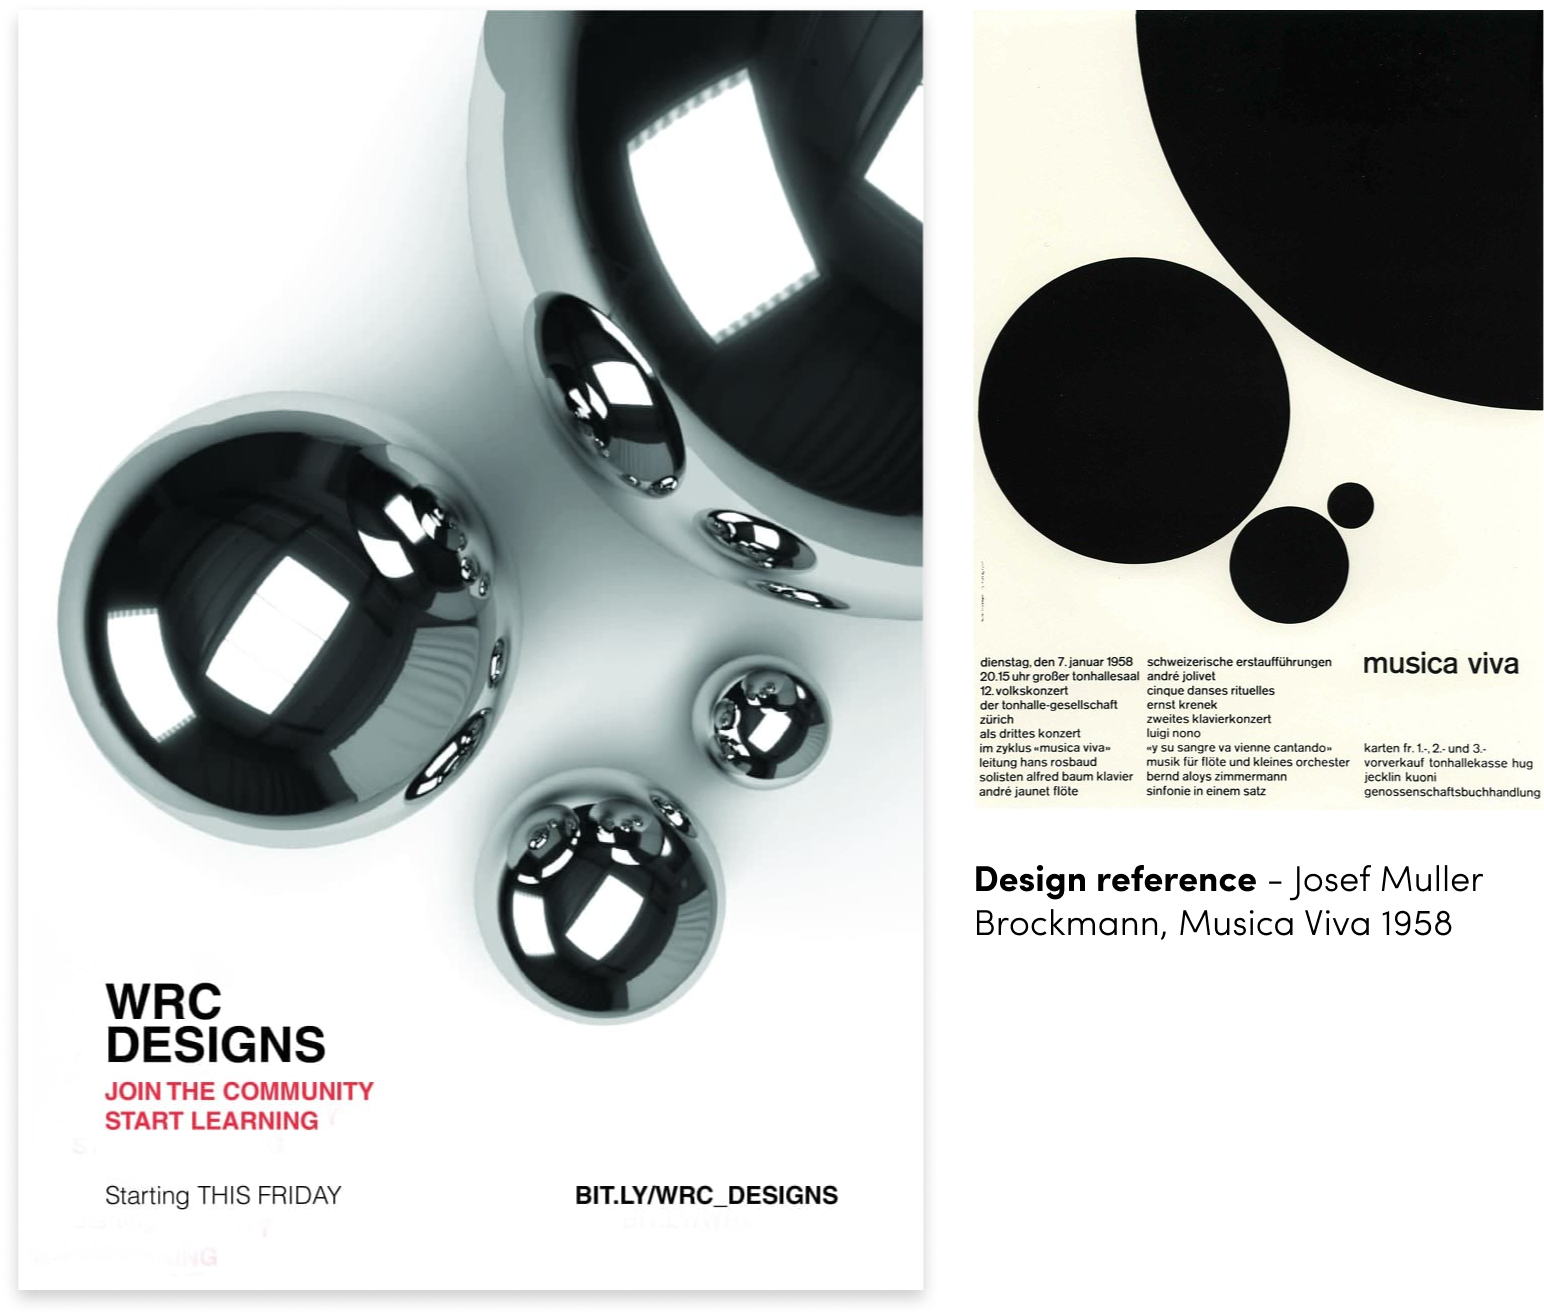 WRC
DESIGNS
JOIN THE COMMUNITY
START LEARNING
Starting THIS FRIDAY
BIT.LY/WRC_DESIGNS
dienstag, den 7. januar 1958
20.15 uhr großer tonhallesaal
12. volkskonzert
der tonhalle-gesellschaft
zürich
als drittes konzert
im zyklus «musica viva»
leitung hans rosbaud
solisten alfred baum klavier
andré jaunet flöte
schweizerische erstaufführungen
andré jolivet
cinque danses rituelles
ernst krenek
zweites klavierkonzert
luigi nono
«y su sangre va vienne cantando»
musik für flöte und kleines orchester
bernd aloys zimmermann
sinfonie in einem satz
musica viva
karten fr. 1.-, 2.- und 3.-
vorverkauf tonhallekasse hug
jecklin kuoni
genossenschaftsbuchhandlung
Design reference - Josef Muller
Brockmann, Musica Viva 1958